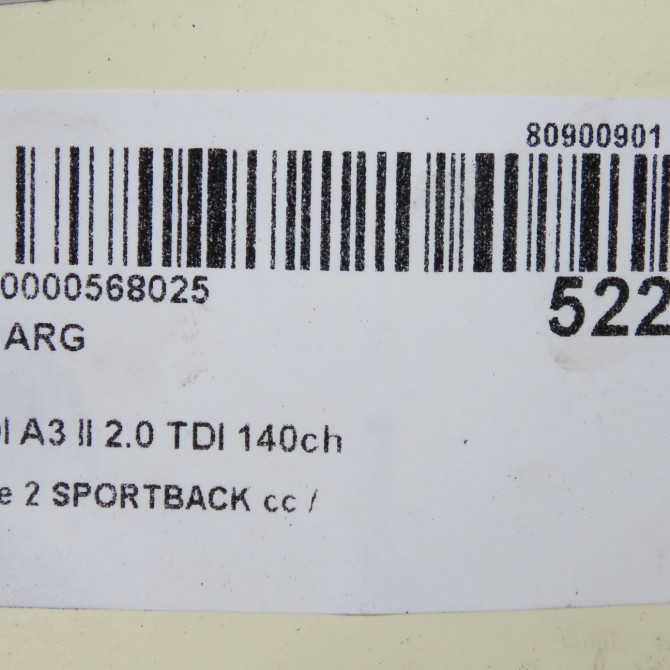 80900901
0000568025
522
ARG
I A3 II 2.0 TDI 140ch
e 2 SPORTBACK cc /